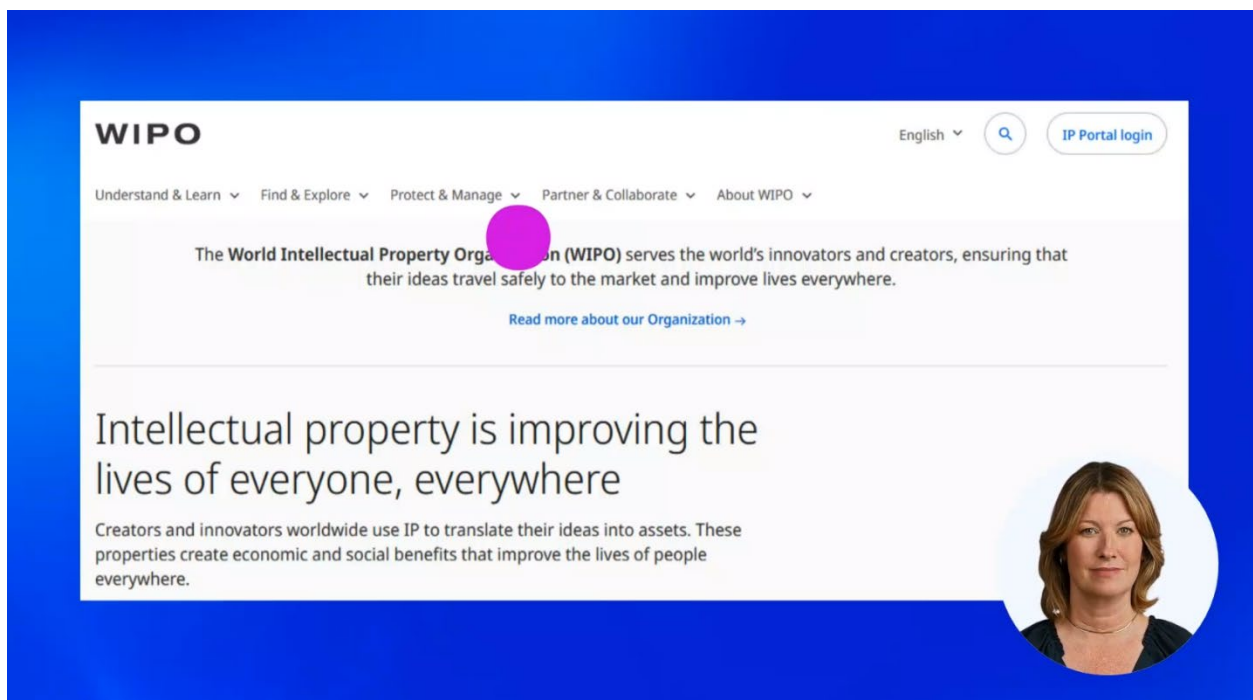 WIPO
English
IP Portal login
Understand & Learn Find & Explore Protect & Manage Partner & Collaborate About WIPO
The World Intellectual Property Orga n (WIPO) serves the world's innovators and creators, ensuring that
their ideas travel safely to the market and improve lives everywhere.
Read more about our Organization →
Intellectual property is improving the
lives of everyone, everywhere
Creators and innovators worldwide use IP to translate their ideas into assets. These
properties create economic and social benefits that improve the lives of people
everywhere.